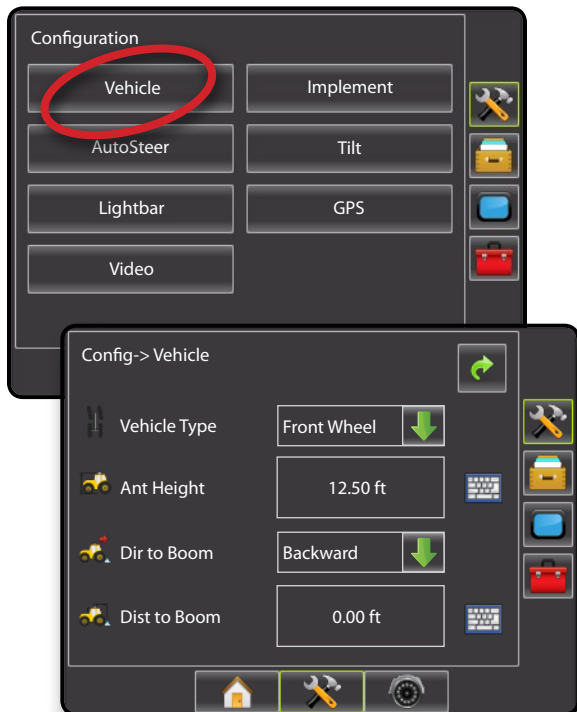 Configuration
Vehicle Implement
AutoSteer Tilt
Lightbar GPS
Video
Config-> Vehicle
Vehicle Type Front Wheel
Ant Height 12.50 ft
Dir to Boom Backward
Dist to Boom 0.00 ft